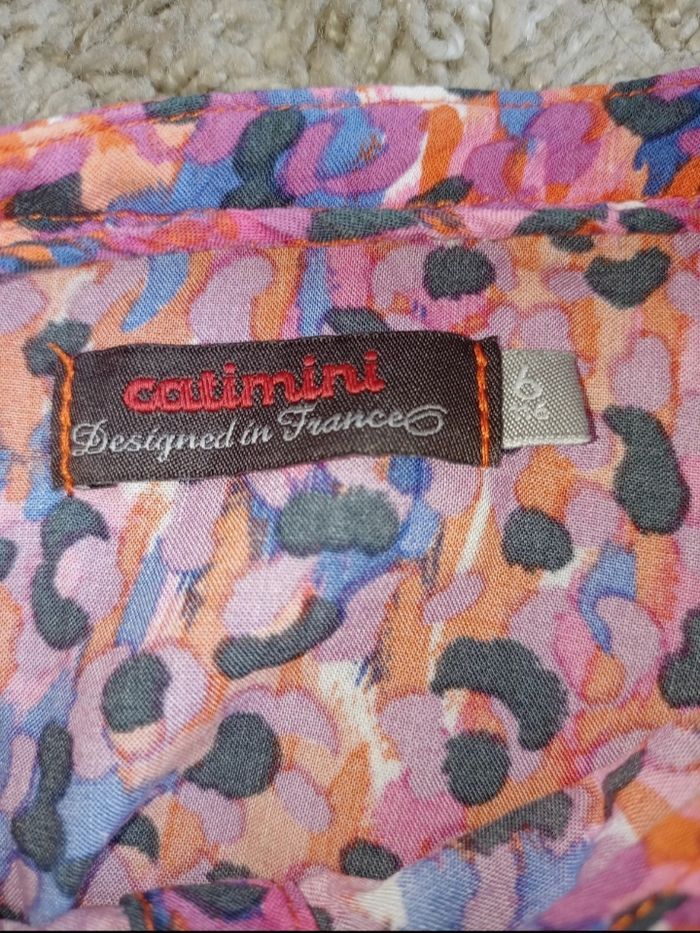 catimini
Designed in France
6